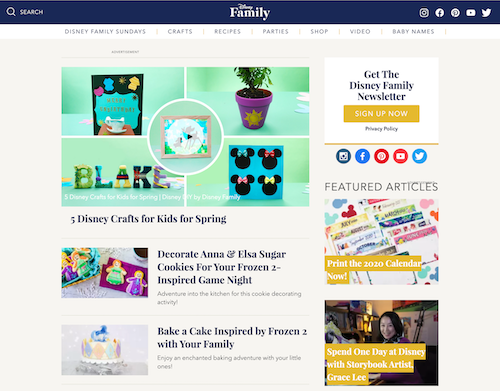 SEARCH
Disney
Family
DISNEY FAMILY SUNDAYS
CRAFTS
RECIPES
PARTIES
SHOP
VIDEO
BABY NAMES
ADVERTISEMENT
BLAKE
5 Disney Crafts for Kids for Spring | Disney DIY by Disney Family
5 Disney Crafts for Kids for Spring
Decorate Anna & Elsa Sugar
Cookies For Your Frozen 2-
Inspired Game Night
Adventure into the kitchen for this cookie decorating
activity!
Bake a Cake Inspired by Frozen 2
with Your Family
Enjoy an enchanted baking adventure with your little
ones!
Get The
Disney Family
Newsletter
SIGN UP NOW
Privacy Policy
FEATURED ARTICLES
Print the 2020 Calendar
Now!
Spend One Day at Disney
with Storybook Artist,
Grace Lee